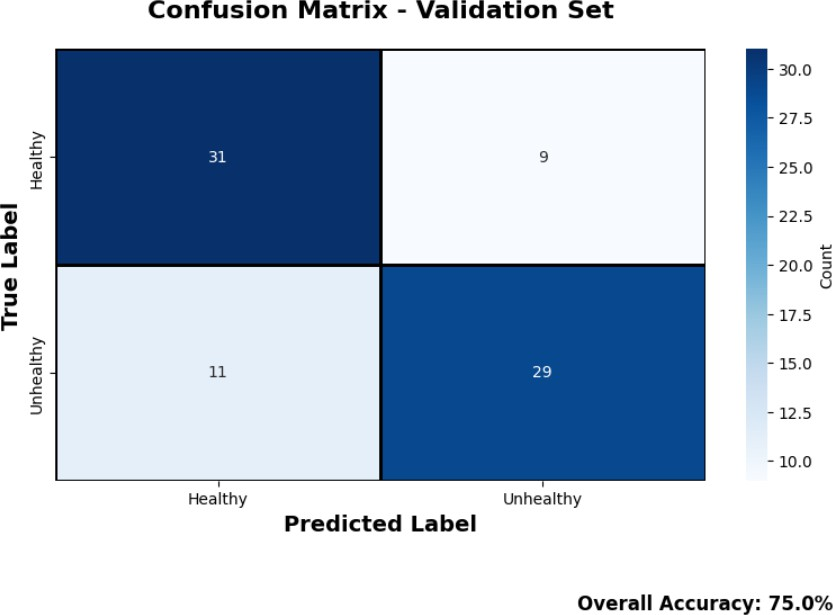 Confusion Matrix - Validation Set
True Label
Healthy
Unhealthy
31
9
11
29
Healthy
Unhealthy
Predicted Label
30.0
27.5
25.0
22.5
20.0
17.5
15.0
12.5
10.0
Count
Overall Accuracy: 75.0%